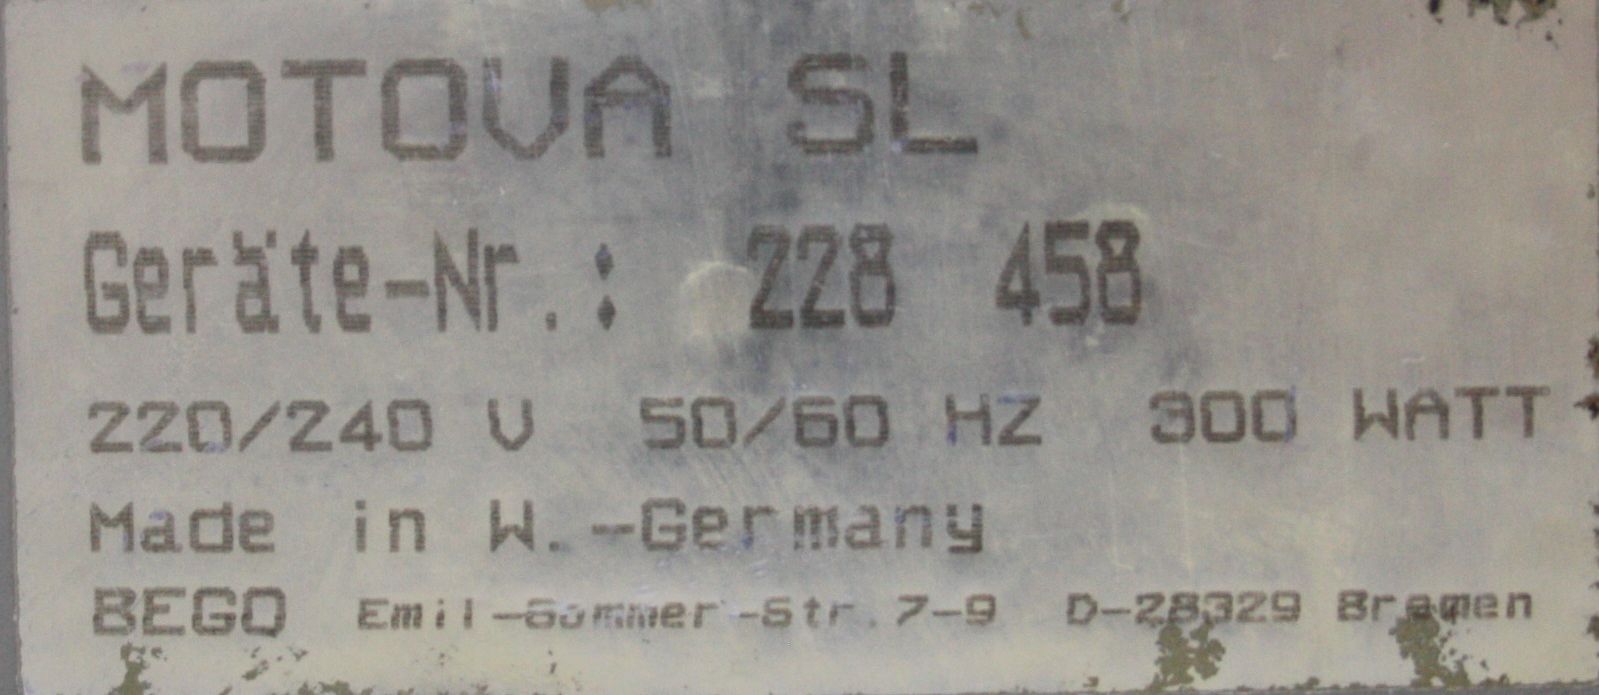 MOTOVA SL
Geräte-Nr.: 228 458
220/240 V 50/60 HZ 300 WATT
Made in W.-Germany
BEGO Emil-Sommer-Str.7-9 D-28329 Bremen